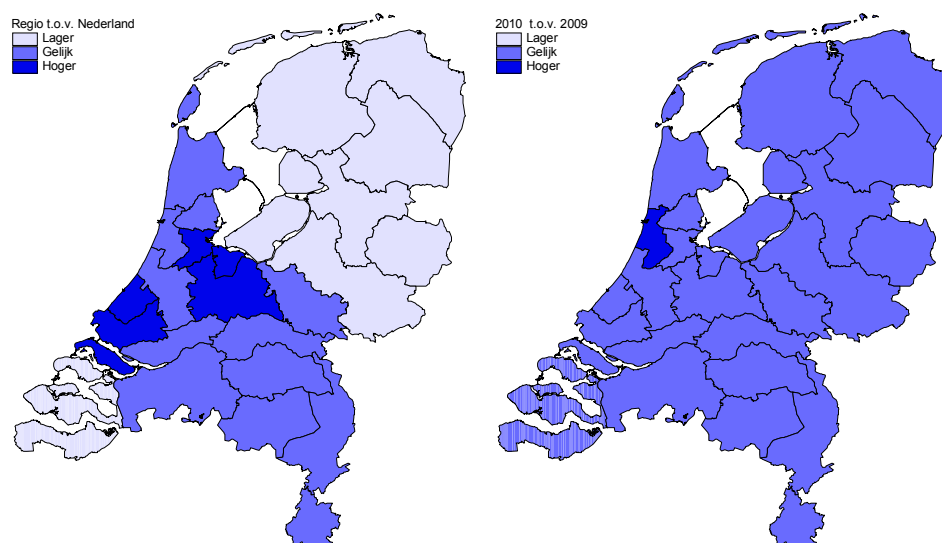 Regio t.o.v. Nederland
Lager
Gelijk
Hoger
2010 t.o.v. 2009
Lager
Gelijk
Hoger